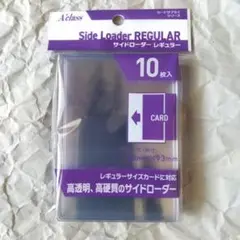 A'class
Side Loader REGULAR
サイドローダー レギュラー
10枚入
CARD
レギュラーサイズカードに対応
高透明、高硬質のサイドローダー